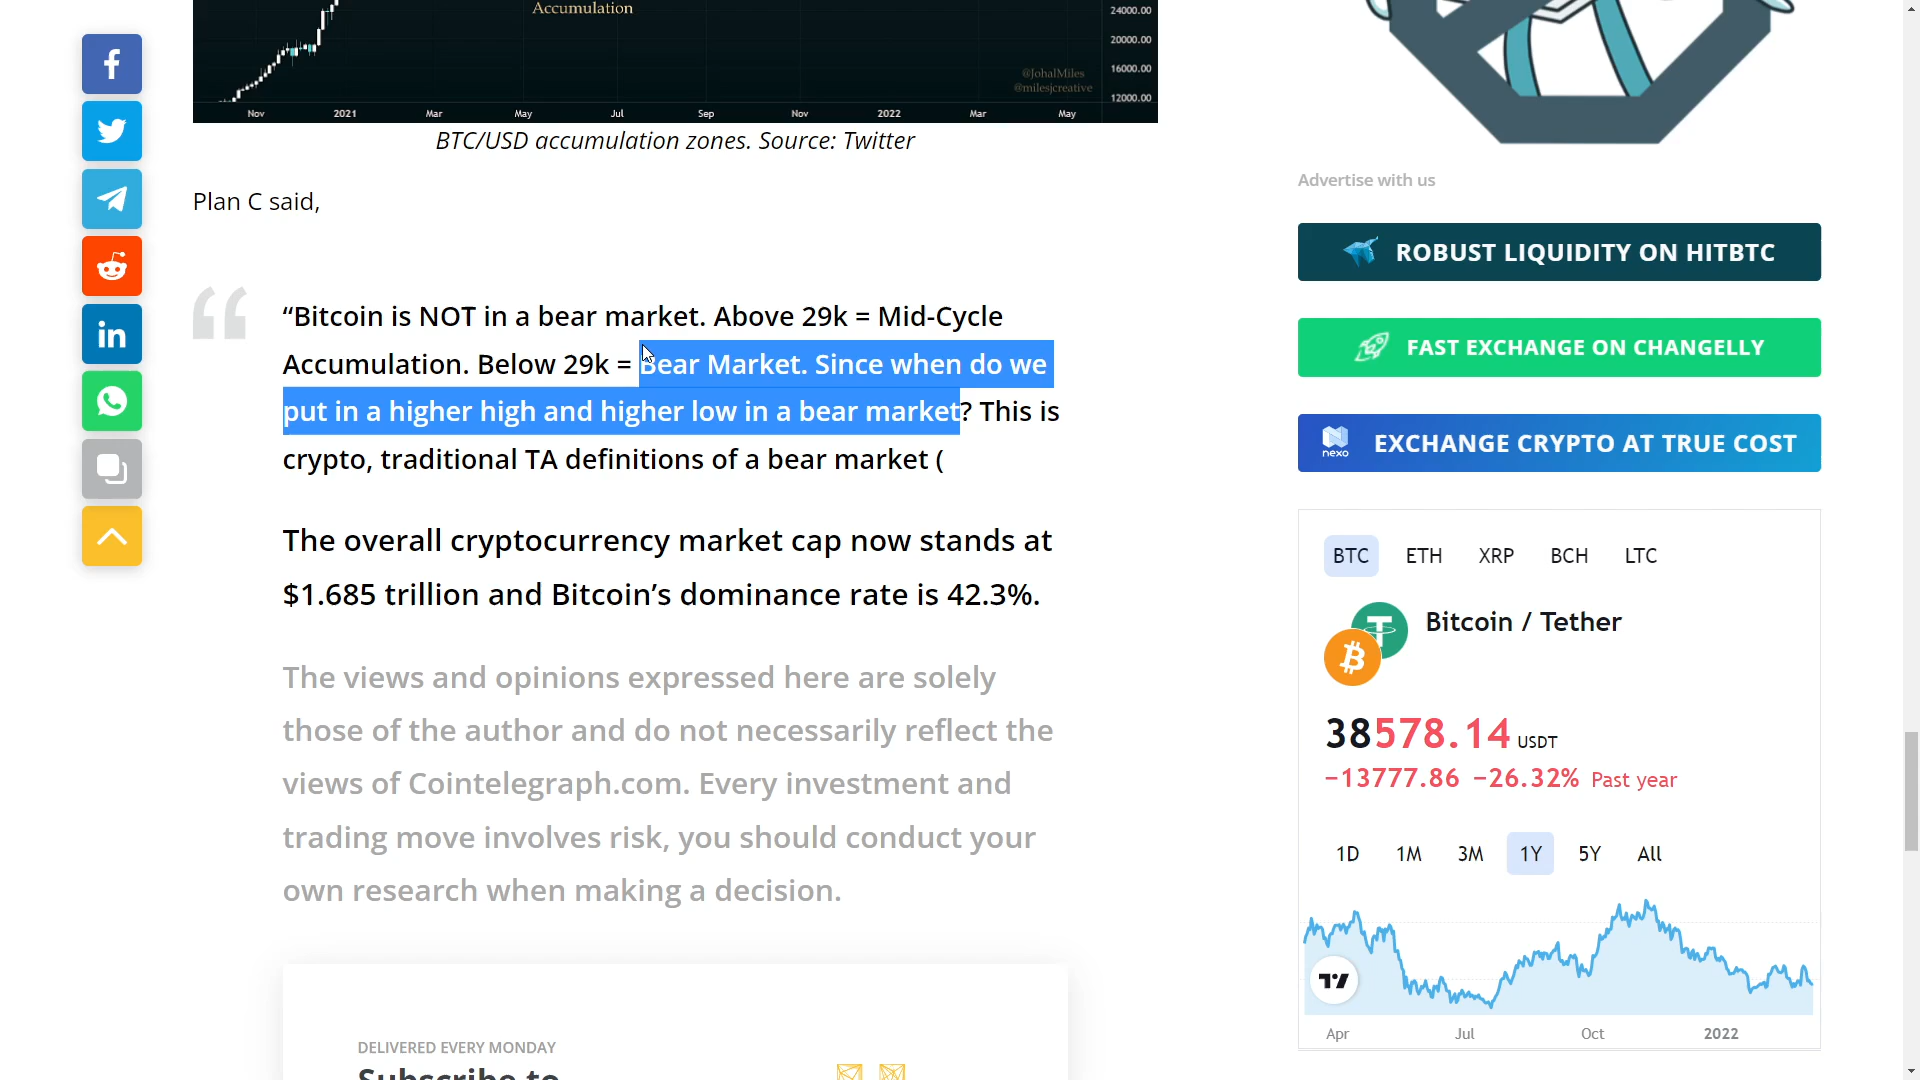 Accumulation
24000.00
20000.00
16000.00
12000.00
@JohalMiles
@milesjcreative
Nov 2021 Mar May Jul Sep Nov 2022 Mar May
BTC/USD accumulation zones. Source: Twitter
Plan C said,
“Bitcoin is NOT in a bear market. Above 29k = Mid-Cycle
Accumulation. Below 29k = Bear Market. Since when do we
put in a higher high and higher low in a bear market? This is
crypto, traditional TA definitions of a bear market (
The overall cryptocurrency market cap now stands at
$1.685 trillion and Bitcoin’s dominance rate is 42.3%.
The views and opinions expressed here are solely
those of the author and do not necessarily reflect the
views of Cointelegraph.com. Every investment and
trading move involves risk, you should conduct your
own research when making a decision.
DELIVERED EVERY MONDAY
Subscribe to
Advertise with us
ROBUST LIQUIDITY ON HITBTC
FAST EXCHANGE ON CHANGELLY
nexo EXCHANGE CRYPTO AT TRUE COST
BTC ETH XRP BCH LTC
Bitcoin / Tether
38578.14 USDT
−13777.86 −26.32% Past year
1D 1M 3M 1Y 5Y All
Apr Jul Oct 2022